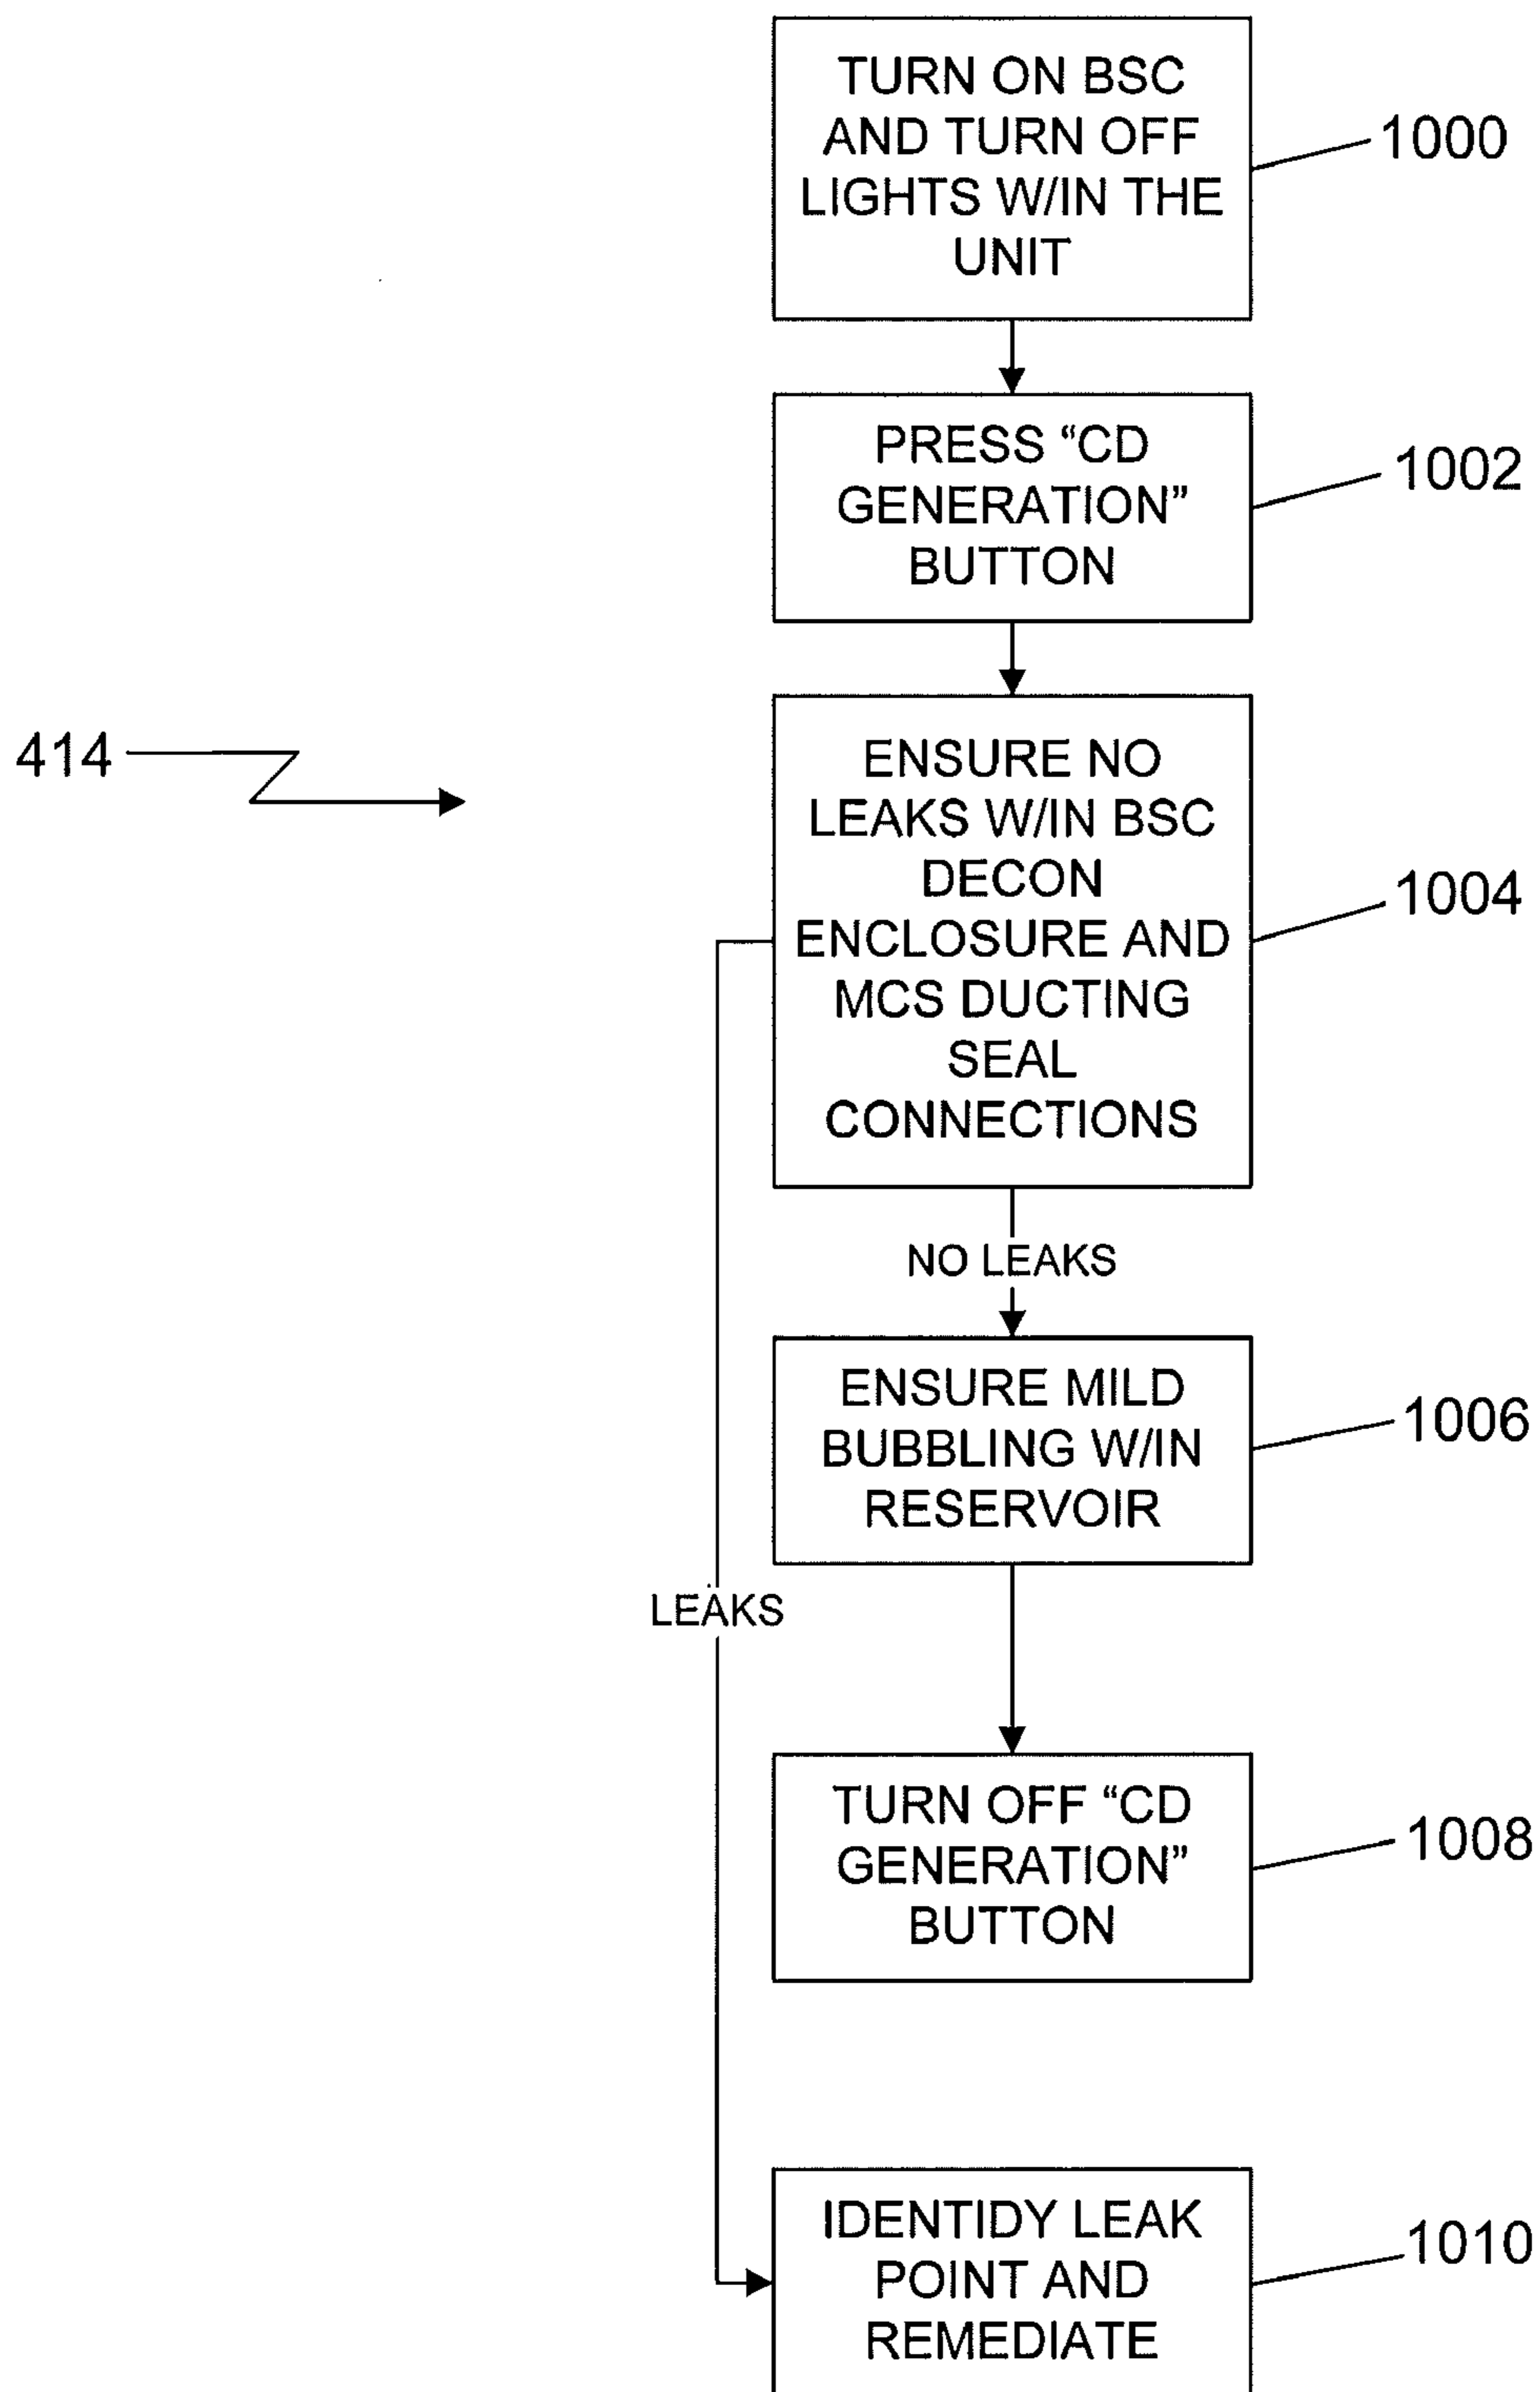 TURN ON BSC
AND TURN OFF
LIGHTS W/IN THE
UNIT
1000
PRESS “CD
GENERATION”
BUTTON
1002
414
ENSURE NO
LEAKS W/IN BSC
DECON
ENCLOSURE AND
MCS DUCTING
SEAL
CONNECTIONS
1004
NO LEAKS
ENSURE MILD
BUBBLING W/IN
RESERVOIR
1006
LEAKS
TURN OFF “CD
GENERATION”
BUTTON
1008
IDENTIDY LEAK
POINT AND
REMEDIATE
1010